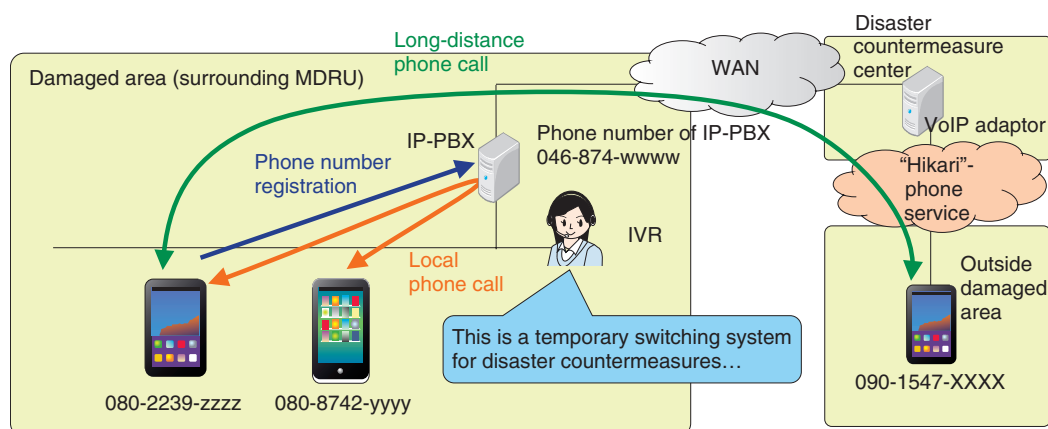 Long-distance
phone call
Damaged area (surrounding MDRU)
WAN
Disaster
countermeasure
center
VoIP adaptor
IP-PBX
Phone number of IP-PBX
046-874-wwww
Phone number
registration
"Hikari"-
phone
service
IVR
Local
phone call
Outside
damaged
area
This is a temporary switching system
for disaster countermeasures…
080-2239-zzzz
080-8742-yyyy
090-1547-XXXX